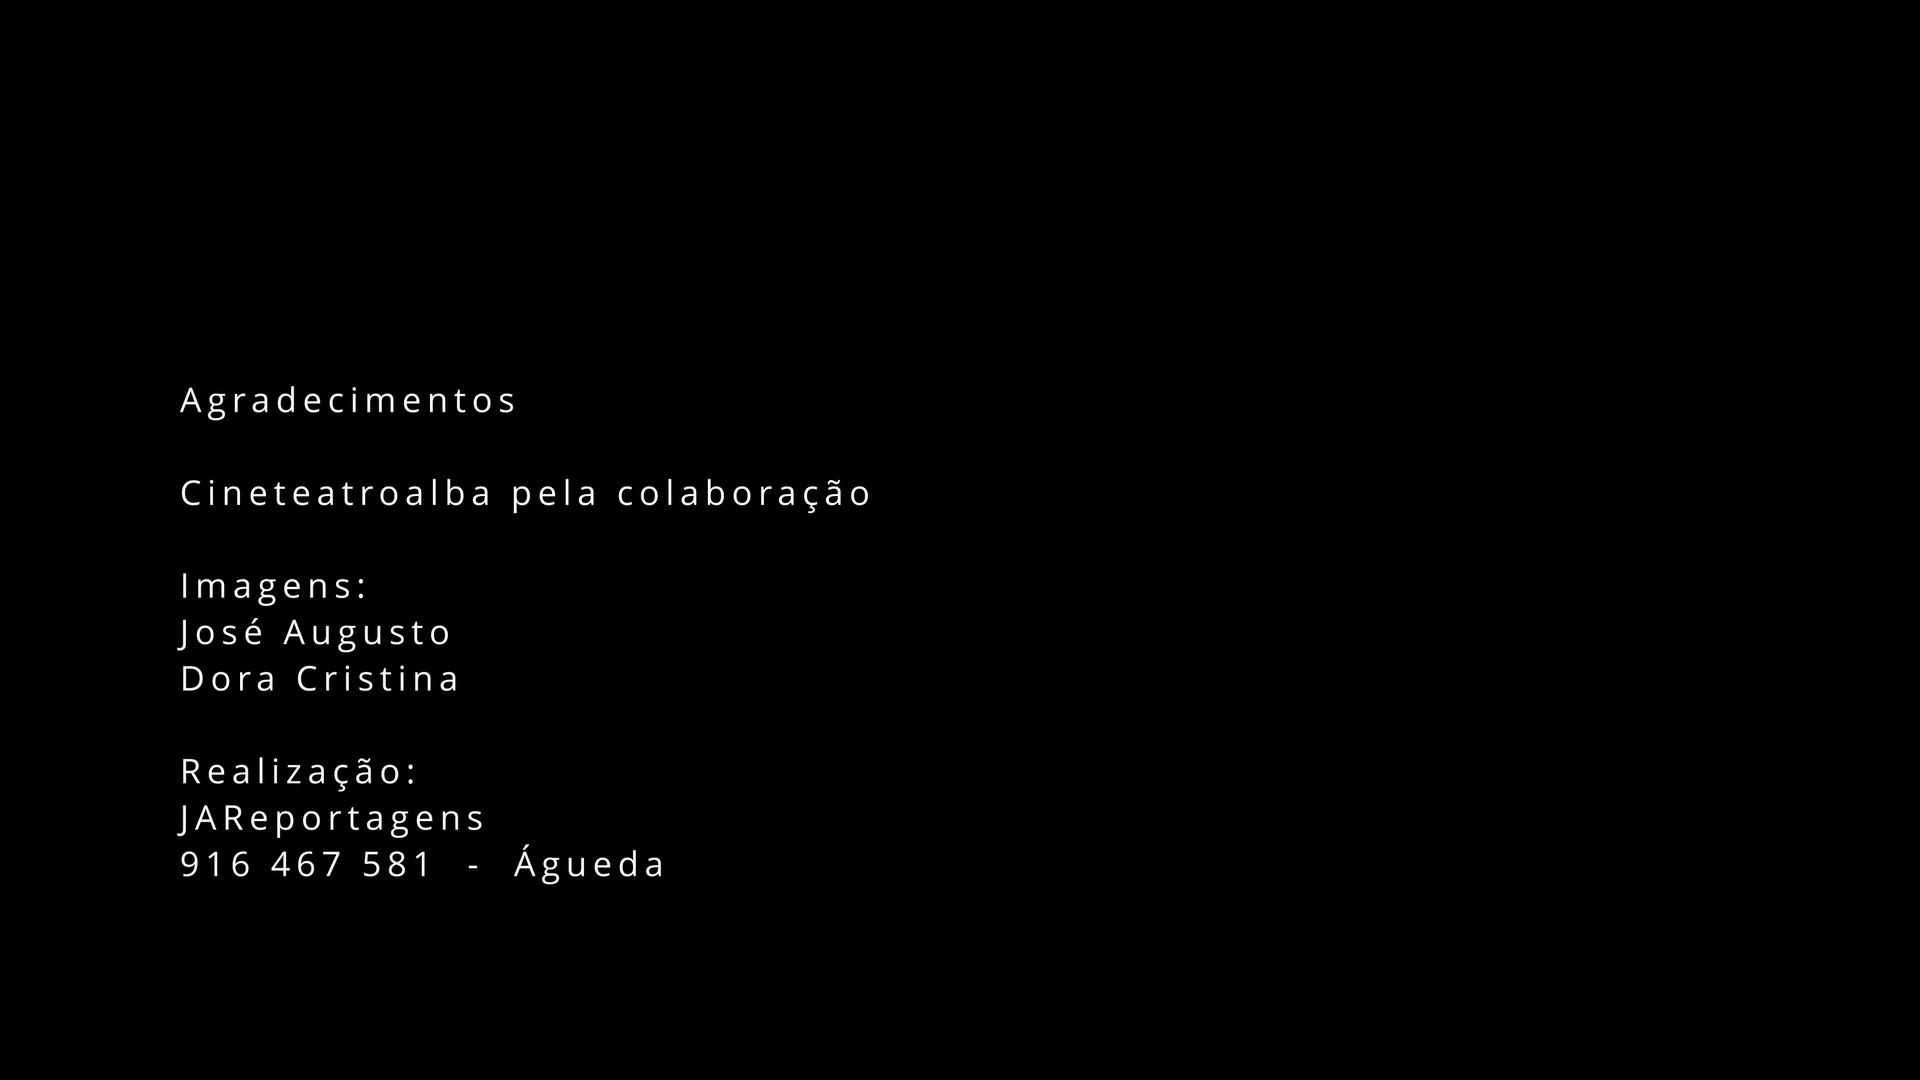 Agradecimentos
Cineteatroalba pela colaboração
Imagens:
José Augusto
Dora Cristina
Realização:
JAReportagens
916 467 581 - Águeda